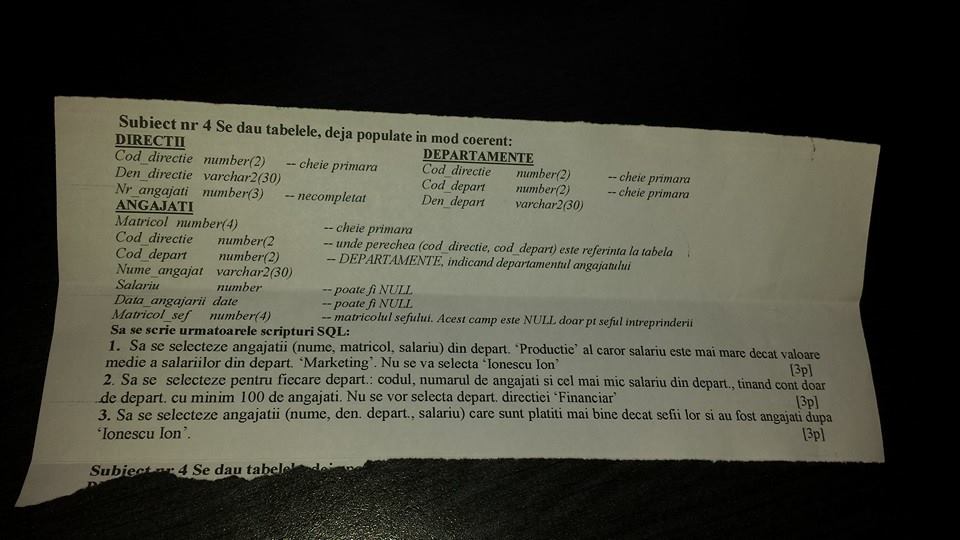 Subiect nr 4 Se dau tabelele, deja populate in mod coerent:
DIRECTII
Cod_directie number(2) -- cheie primara
Den_directie varchar2(30)
Nr_angajati number(3) -- necompletat
DEPARTAMENTE
Cod_directie number(2) -- cheie primara
Cod_depart number(2) -- cheie primara
Den_depart varchar2(30)
ANGAJATI
Matricol number(4) -- cheie primara
Cod_directie number(2 -- unde perechea (cod_directie, cod_depart) este referinta la tabela
Cod_depart number(2) -- DEPARTAMENTE, indicand departamentul angajatului
Nume_angajat varchar2(30)
Salariu number -- poate fi NULL
Data_angajarii date -- poate fi NULL
Matricol_sef number(4) -- matricolul sefului. Acest camp este NULL doar pt seful intreprinderii
Sa se scrie urmatoarele scripturi SQL:
1. Sa se selecteze angajatii (nume, matricol, salariu) din depart. ‘Productie’ al caror salariu este mai mare decat valoare
medie a salariilor din depart. ‘Marketing’. Nu se va selecta ‘Ionescu Ion’ [3p]
2. Sa se selecteze pentru fiecare depart.: codul, numarul de angajati si cel mai mic salariu din depart., tinand cont doar
de depart. cu minim 100 de angajati. Nu se vor selecta depart. directiei ‘Financiar’ [3p]
3. Sa se selecteze angajatii (nume, den. depart., salariu) care sunt platiti mai bine decat sefii lor si au fost angajati dupa
‘Ionescu Ion’. [3p]
Subiect nr 4 Se dau tabelele